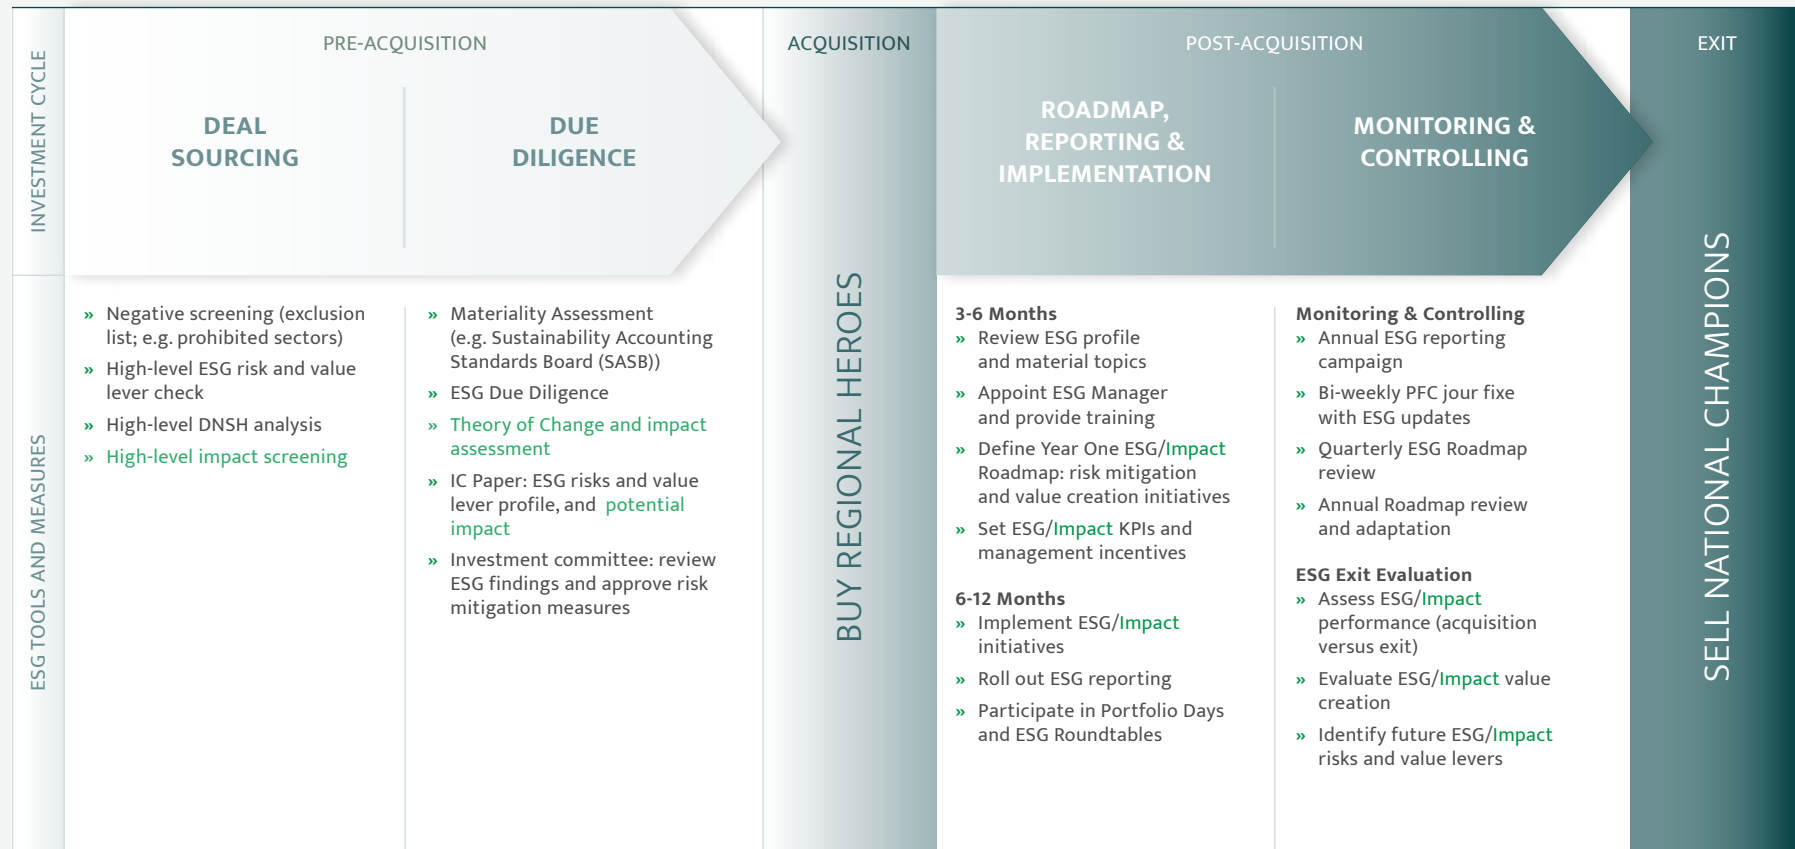 INVESTMENT CYCLE
PRE-ACQUISITION
DEAL
SOURCING
DUE
DILIGENCE
ACQUISITION
POST-ACQUISITION
ROADMAP,
REPORTING &
IMPLEMENTATION
MONITORING &
CONTROLLING
EXIT
ESG TOOLS AND MEASURES
» Negative screening (exclusion
list; e.g. prohibited sectors)
» High-level ESG risk and value
lever check
» High-level DNSH analysis
» High-level impact screening
» Materiality Assessment
(e.g. Sustainability Accounting
Standards Board (SASB))
» ESG Due Diligence
» Theory of Change and impact
assessment
» IC Paper: ESG risks and value
lever profile, and potential
impact
» Investment committee: review
ESG findings and approve risk
mitigation measures
BUY REGIONAL HEROES
3-6 Months
» Review ESG profile
and material topics
» Appoint ESG Manager
and provide training
» Define Year One ESG/Impact
Roadmap: risk mitigation
and value creation initiatives
» Set ESG/Impact KPIs and
management incentives
6-12 Months
» Implement ESG/Impact
initiatives
» Roll out ESG reporting
» Participate in Portfolio Days
and ESG Roundtables
Monitoring & Controlling
» Annual ESG reporting
campaign
» Bi-weekly PFC jour fixe
with ESG updates
» Quarterly ESG Roadmap
review
» Annual Roadmap review
and adaptation
ESG Exit Evaluation
» Assess ESG/Impact
performance (acquisition
versus exit)
» Evaluate ESG/Impact value
creation
» Identify future ESG/Impact
risks and value levers
SELL NATIONAL CHAMPIONS